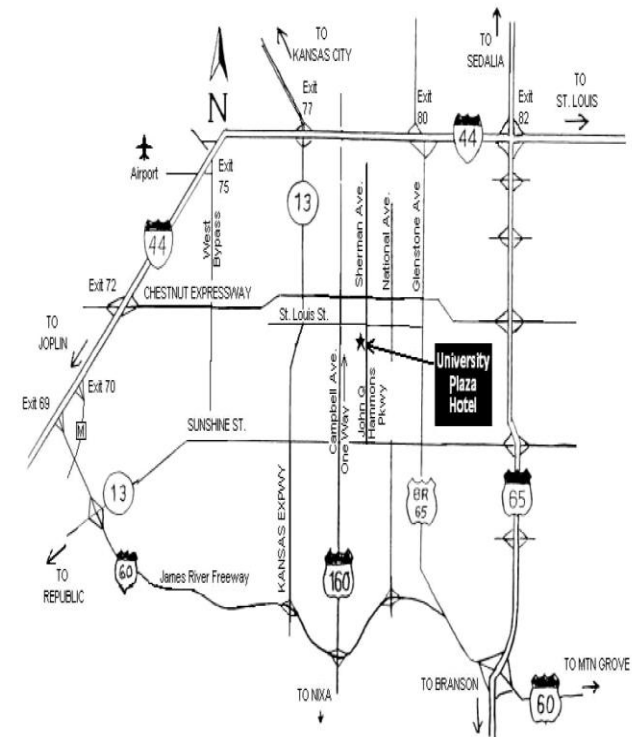 TO
KANSAS CITY
TO
SEDALIA
TO
ST. LOUIS
N
Exit
77
Exit
80
Exit
82
44
Airport
Exit
75
13
44
West
Bypass
Sherman Ave.
National Ave.
Glenstone Ave
Exit 72
CHESTNUT EXPRESSWAY
St. Louis St.
TO
JOPLIN
University
Plaza
Hotel
Campbell Ave.
One Way
John Q
Hammons
Pkwy
Exit 70
Exit 69
M
SUNSHINE ST.
13
BR
65
65
KANSAS EXPWY
60
160
James River Freeway
TO
REPUBLIC
TO NIXA
TO BRANSON
TO MTN GROVE
60